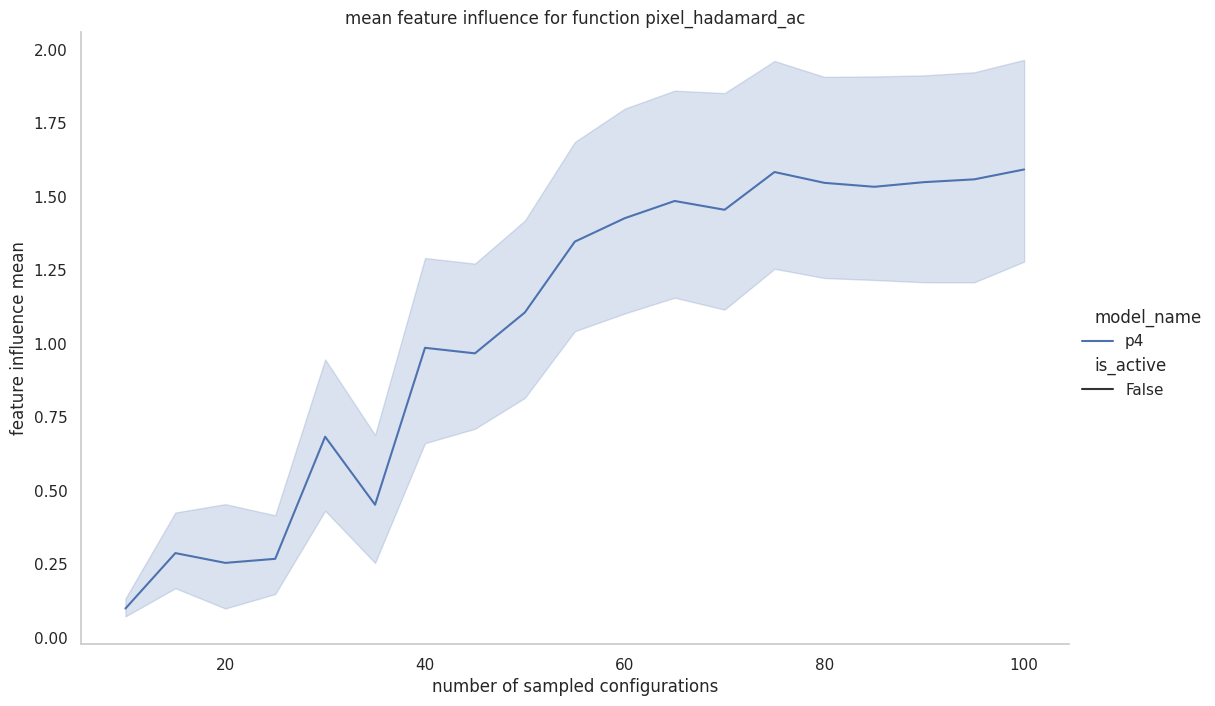 mean feature influence for function pixel_hadamard_ac
2.00
1.75
1.50
1.25
1.00
0.75
0.50
0.25
0.00
feature influence mean
20
40
60
80
100
number of sampled configurations
model_name
p4
is_active
False